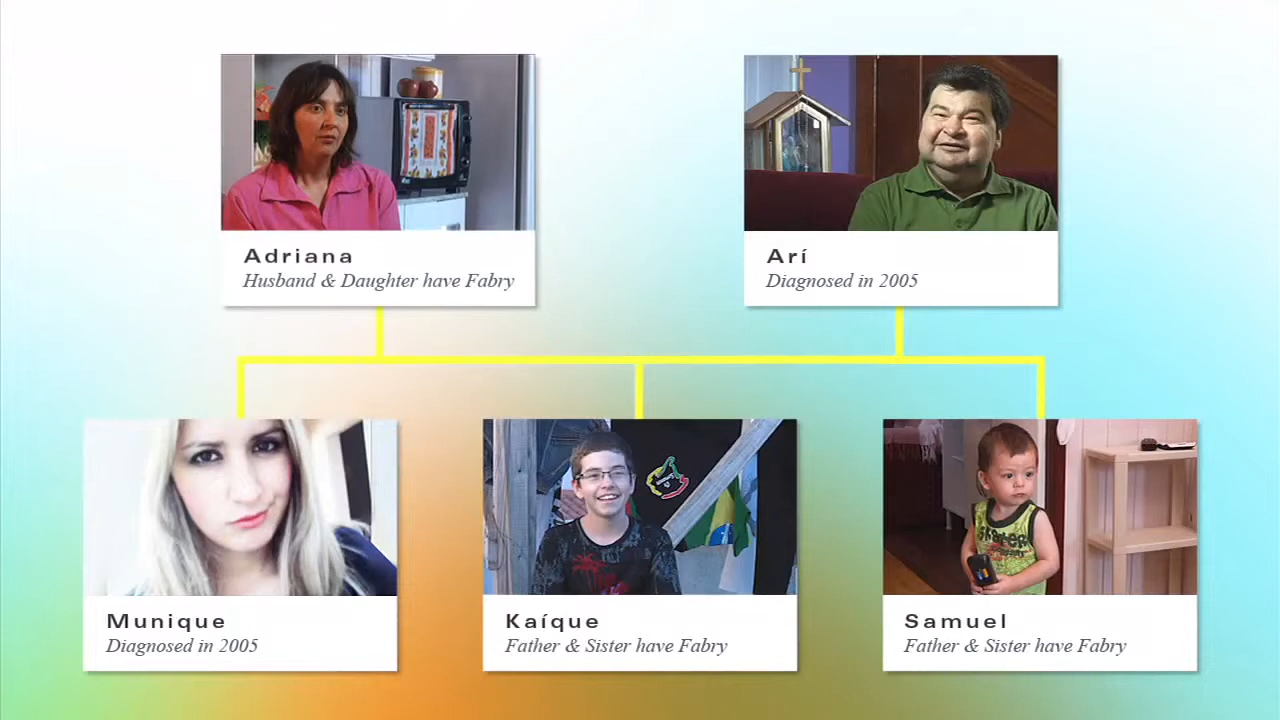 Adriana
Husband & Daughter have Fabry
Arí
Diagnosed in 2005
Munique
Diagnosed in 2005
Kaíque
Father & Sister have Fabry
Samuel
Father & Sister have Fabry